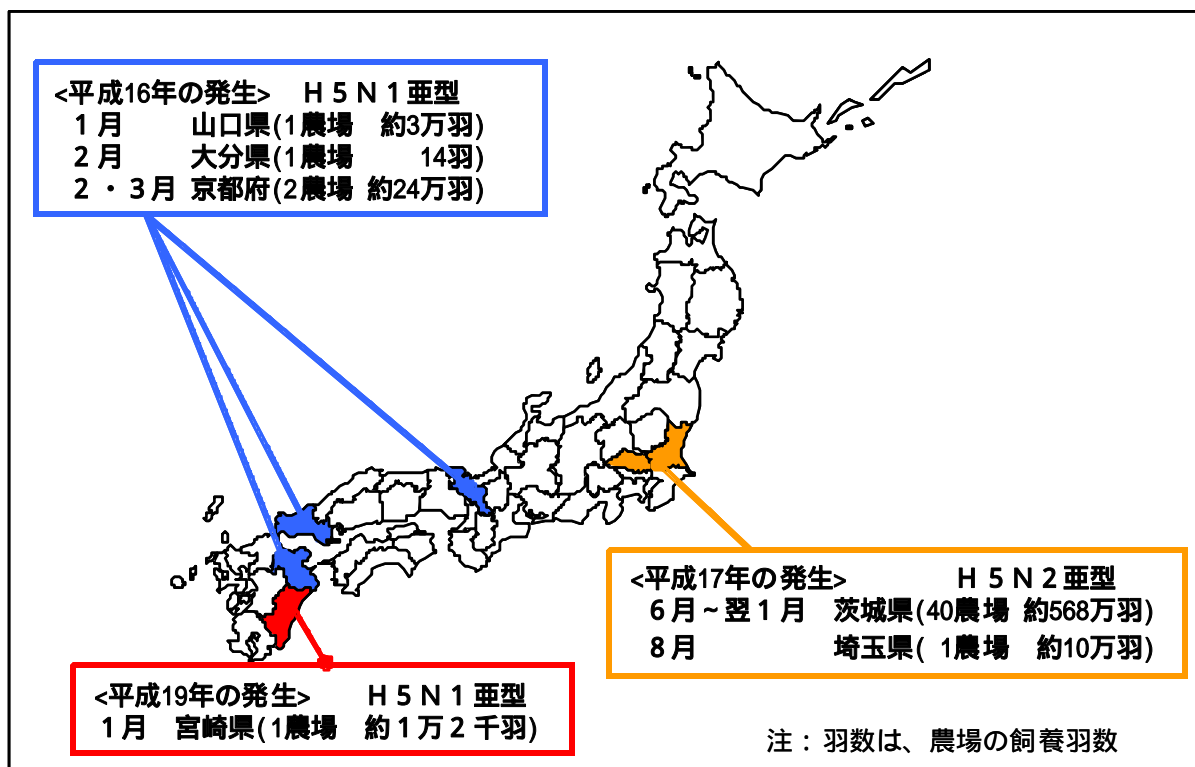 <平成16年の発生>　H５N１亜型
１月　山口県(1農場　約3万羽)
２月　大分県(1農場　14羽)
２・３月 京都府(2農場 約24万羽)
<平成17年の発生>　H５N２亜型
６月～翌１月　茨城県(40農場 約568万羽)
８月　埼玉県( 1農場　約10万羽)
<平成19年の発生>　H５N１亜型
１月　宮崎県(1農場　約１万２千羽)
注：羽数は、農場の飼養羽数